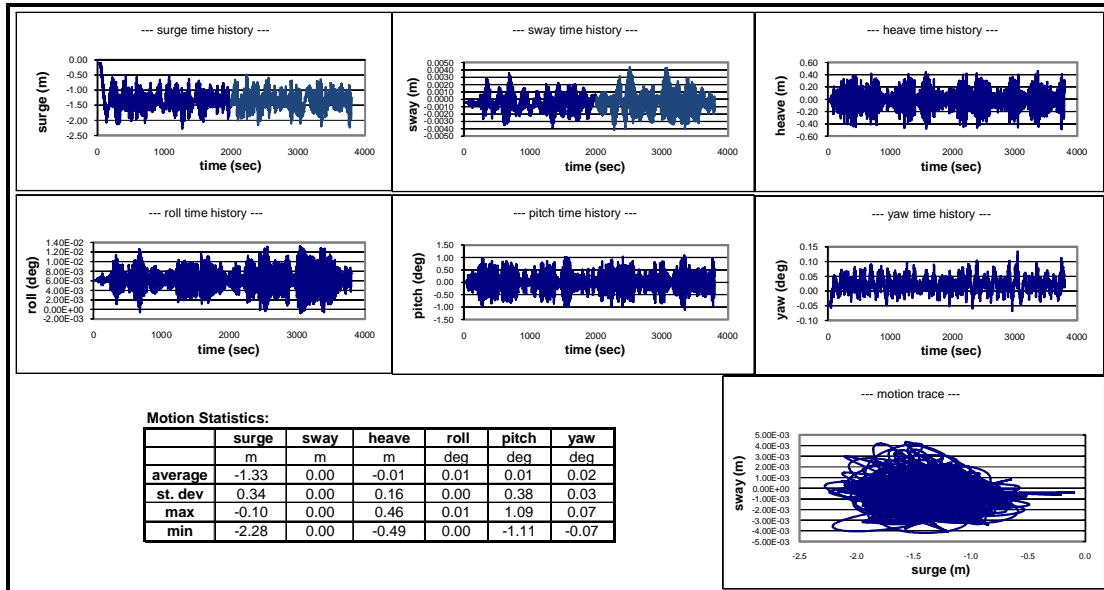 --- surge time history ---
surge (m)
0.00
-0.50
-1.00
-1.50
-2.00
-2.50
0 1000 2000 3000 4000
time (sec)
--- sway time history ---
sway (m)
0.0050
0.0040
0.0030
0.0020
0.0010
0.0000
-0.0010
-0.0020
-0.0030
-0.0040
-0.0050
0 1000 2000 3000 4000
time (sec)
--- heave time history ---
heave (m)
0.60
0.40
0.20
0.00
-0.20
-0.40
-0.60
0 1000 2000 3000 4000
time (sec)
--- roll time history ---
roll (deg)
1.40E-02
1.20E-02
1.00E-02
8.00E-03
6.00E-03
4.00E-03
2.00E-03
0.00E+00
-2.00E-03
0 1000 2000 3000 4000
time (sec)
--- pitch time history ---
pitch (deg)
1.50
1.00
0.50
0.00
-0.50
-1.00
-1.50
0 1000 2000 3000 4000
time (sec)
--- yaw time history ---
yaw (deg)
0.15
0.10
0.05
0.00
-0.05
-0.10
0 1000 2000 3000 4000
time (sec)
Motion Statistics:
surge sway heave roll pitch yaw
m m m deg deg deg
average -1.33 0.00 -0.01 0.01 0.01 0.02
st. dev 0.34 0.00 0.16 0.00 0.38 0.03
max -0.10 0.00 0.46 0.01 1.09 0.07
min -2.28 0.00 -0.49 0.00 -1.11 -0.07
--- motion trace ---
sway (m)
5.00E-03
4.00E-03
3.00E-03
2.00E-03
1.00E-03
0.00E+00
-1.00E-03
-2.00E-03
-3.00E-03
-4.00E-03
-5.00E-03
-2.5 -2.0 -1.5 -1.0 -0.5 0.0
surge (m)